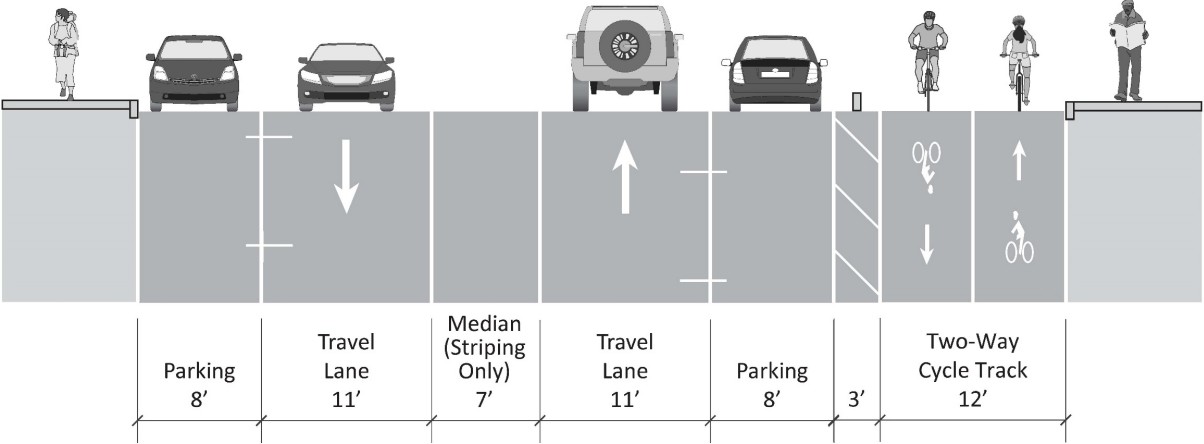 Parking
8’
Travel
Lane
11’
Median
(Striping
Only)
7’
Travel
Lane
11’
Parking
8’
3’
Two-Way
Cycle Track
12’